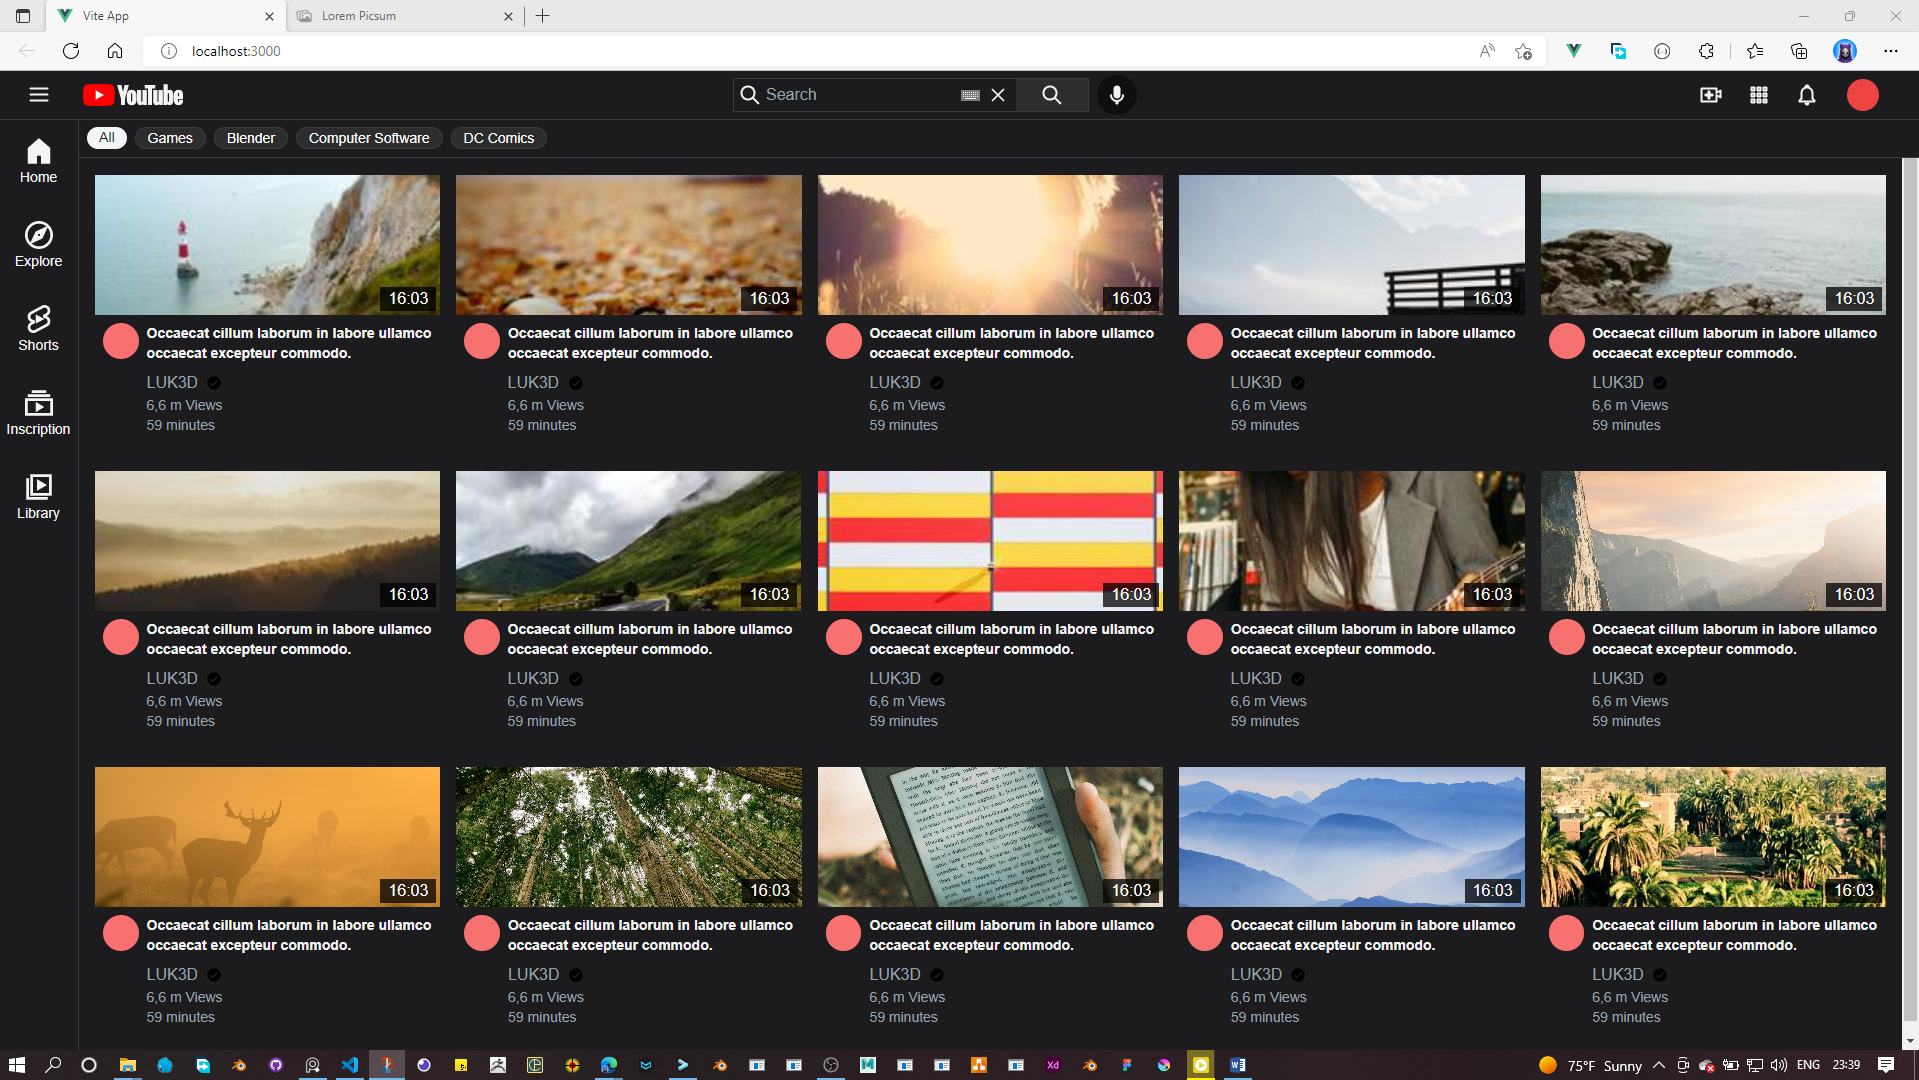 Vite App
Lorem Picsum
localhost:3000
YouTube
Search
All
Games
Blender
Computer Software
DC Comics
Home
Explore
Shorts
Inscription
Library
16:03
16:03
16:03
16:03
16:03
Occaecat cillum laborum in labore ullamco
occaecat excepteur commodo.
LUK3D
6,6 m Views
59 minutes
Occaecat cillum laborum in labore ullamco
occaecat excepteur commodo.
LUK3D
6,6 m Views
59 minutes
Occaecat cillum laborum in labore ullamco
occaecat excepteur commodo.
LUK3D
6,6 m Views
59 minutes
Occaecat cillum laborum in labore ullamco
occaecat excepteur commodo.
LUK3D
6,6 m Views
59 minutes
Occaecat cillum laborum in labore ullamco
occaecat excepteur commodo.
LUK3D
6,6 m Views
59 minutes
16:03
16:03
16:03
16:03
16:03
Occaecat cillum laborum in labore ullamco
occaecat excepteur commodo.
LUK3D
6,6 m Views
59 minutes
Occaecat cillum laborum in labore ullamco
occaecat excepteur commodo.
LUK3D
6,6 m Views
59 minutes
Occaecat cillum laborum in labore ullamco
occaecat excepteur commodo.
LUK3D
6,6 m Views
59 minutes
Occaecat cillum laborum in labore ullamco
occaecat excepteur commodo.
LUK3D
6,6 m Views
59 minutes
Occaecat cillum laborum in labore ullamco
occaecat excepteur commodo.
LUK3D
6,6 m Views
59 minutes
16:03
16:03
16:03
16:03
16:03
Occaecat cillum laborum in labore ullamco
occaecat excepteur commodo.
LUK3D
6,6 m Views
59 minutes
Occaecat cillum laborum in labore ullamco
occaecat excepteur commodo.
LUK3D
6,6 m Views
59 minutes
Occaecat cillum laborum in labore ullamco
occaecat excepteur commodo.
LUK3D
6,6 m Views
59 minutes
Occaecat cillum laborum in labore ullamco
occaecat excepteur commodo.
LUK3D
6,6 m Views
59 minutes
Occaecat cillum laborum in labore ullamco
occaecat excepteur commodo.
LUK3D
6,6 m Views
59 minutes
Xd
75°F Sunny
ENG
23:39